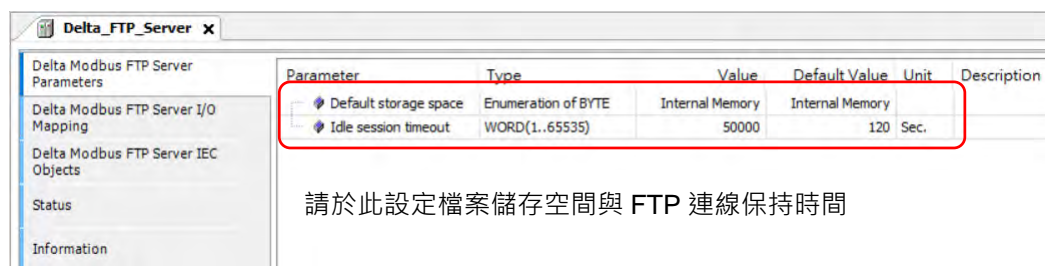 Delta_FTP_Server X
Delta Modbus FTP Server
Parameters
Delta Modbus FTP Server I/O
Mapping
Delta Modbus FTP Server IEC
Objects
Status
Information
Parameter Type Value Default Value Unit Description
Default storage space Enumeration of BYTE Internal Memory Internal Memory
Idle session timeout WORD(1..65535) 50000 120 Sec.
請於此設定檔案儲存空間與 FTP 連線保持時間